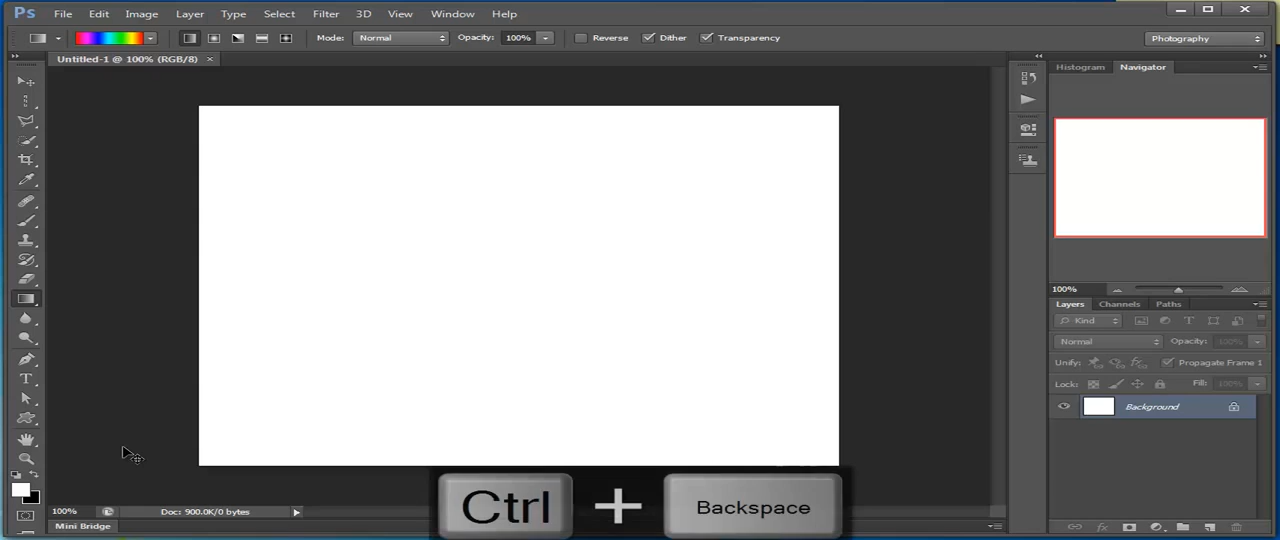 Ps File Edit Image Layer Type Select Filter 3D View Window Help
Mode: Normal Opacity: 100% Reverse Dither Transparency Photography
Untitled-1 @ 100% (RGB/8) ×
Histogram Navigator
100%
Layers Channels Paths
Kind T
Normal Opacity: 100%
Unify: Propagate Frame 1
Lock: Fill: 100%
Background
fx
100% Doc: 900.0K/0 bytes
Mini Bridge
Ctrl + Backspace